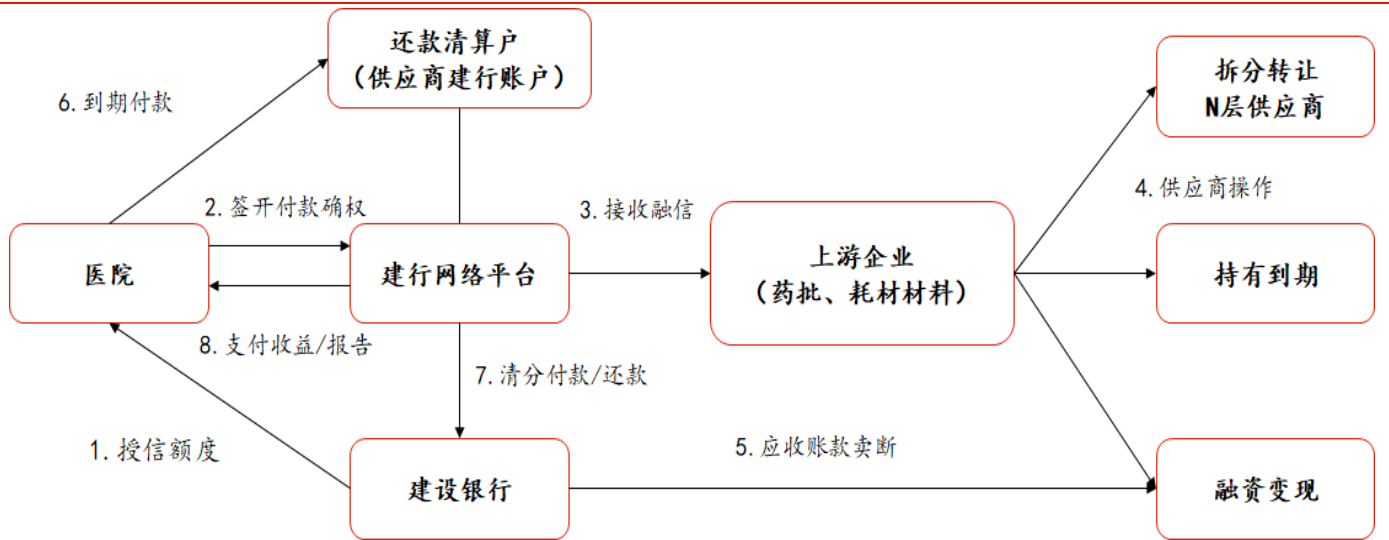 还款清算户
（供应商建行账户）
拆分转让
N层供应商
6.到期付款
2.签开付款确权
3.接收融信
4.供应商操作
医院
建行网络平台
上游企业
（药批、耗材材料）
持有到期
8.支付收益/报告
7.清分付款/还款
1.授信额度
5.应收账款卖断
建设银行
融资变现